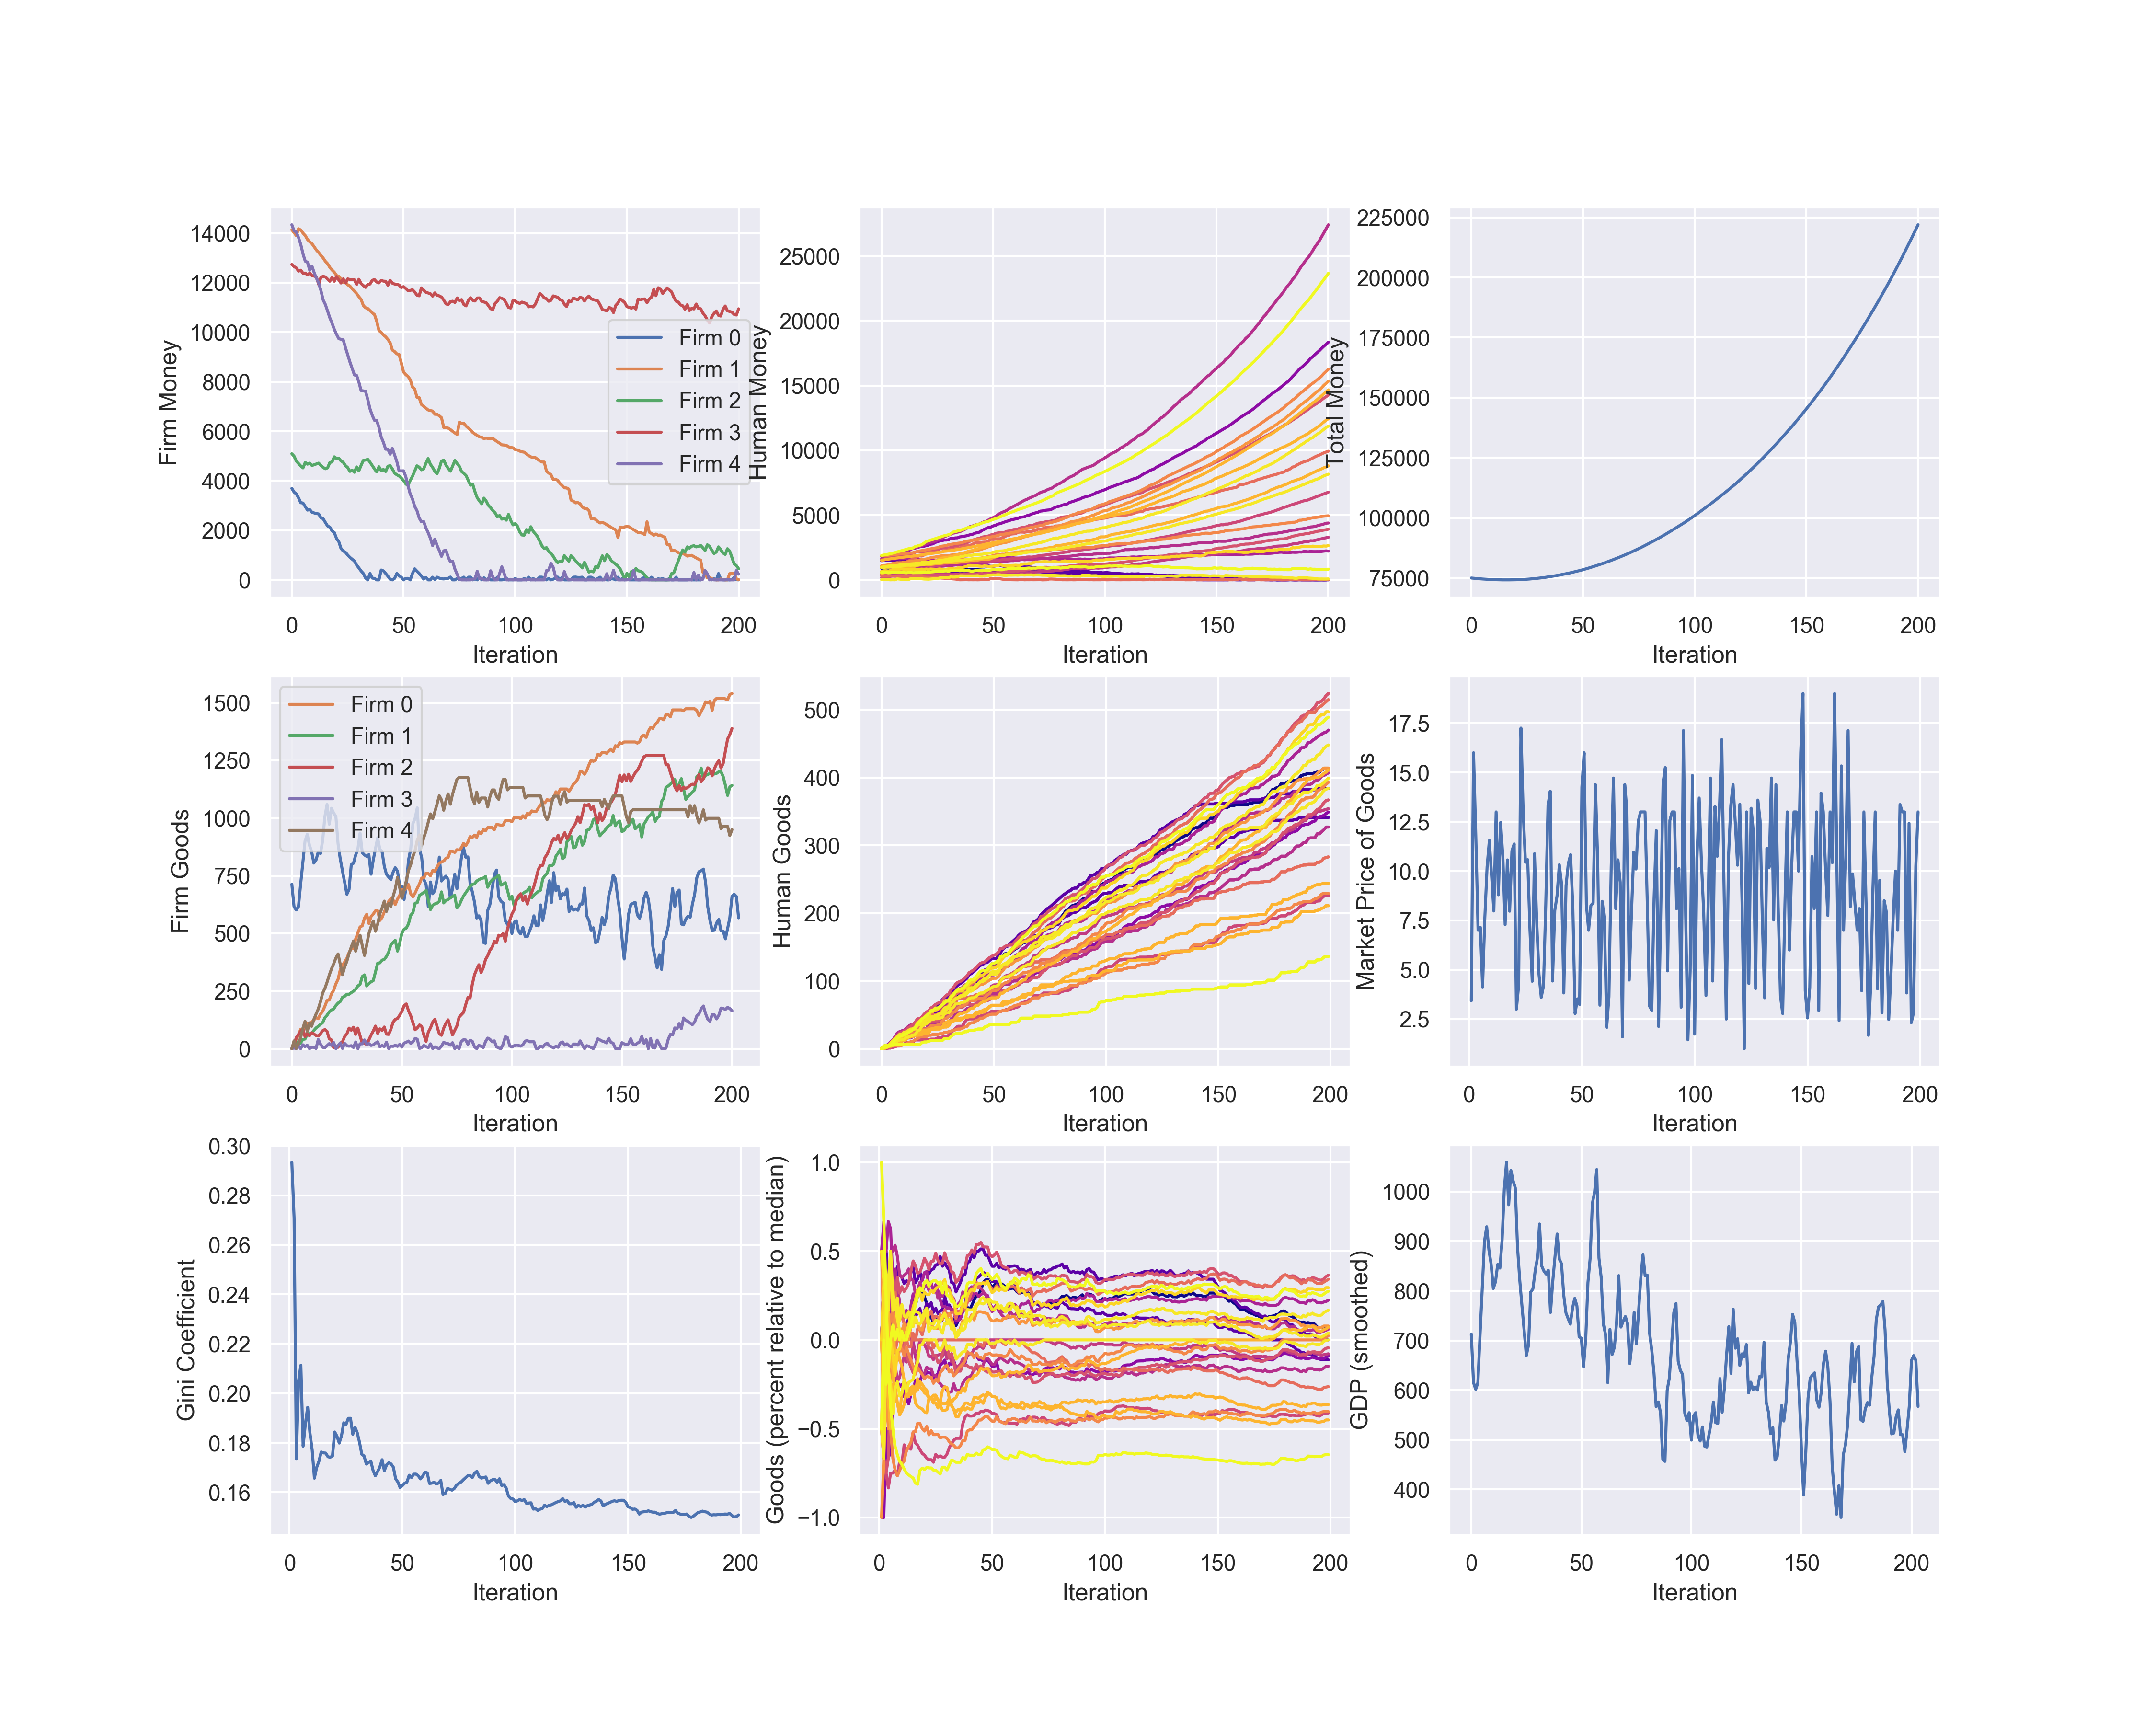 Firm Money
14000
12000
10000
8000
6000
4000
2000
0
Firm 0
Firm 1
Firm 2
Firm 3
Firm 4
0 50 100 150 200
Iteration
Human Money
25000
20000
15000
10000
5000
0
0 50 100 150 200
Iteration
Total Money
225000
200000
175000
150000
125000
100000
75000
0 50 100 150 200
Iteration
Firm Goods
1500
1250
1000
750
500
250
0
Firm 0
Firm 1
Firm 2
Firm 3
Firm 4
0 50 100 150 200
Iteration
Human Goods
500
400
300
200
100
0
0 50 100 150 200
Iteration
Market Price of Goods
17.5
15.0
12.5
10.0
7.5
5.0
2.5
0 50 100 150 200
Iteration
Gini Coefficient
0.30
0.28
0.26
0.24
0.22
0.20
0.18
0.16
0 50 100 150 200
Iteration
Goods (percent relative to median)
1.0
0.5
0.0
−0.5
−1.0
0 50 100 150 200
Iteration
GDP (smoothed)
1000
900
800
700
600
500
400
0 50 100 150 200
Iteration